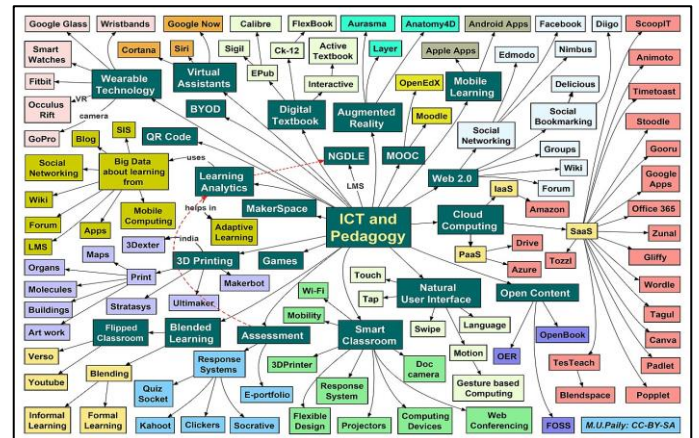 Google Glass
Wristbands
Google Now
Calibre
FlexBook
Aurasma
Anatomy4D
Android Apps
Facebook
Diigo
ScoopIT
Smart
Watches
Cortana
Siri
Sigil
Ck-12
Active
Textbook
Layer
Apple Apps
Edmodo
Nimbus
Animoto
Fitbit
Wearable
Technology
Virtual
Assistants
EPub
Interactive
OpenEdX
Mobile
Learning
Delicious
Timetoast
Occulus
Rift
VR
camera
BYOD
Digital
Textbook
Augmented
Reality
Moodle
Social
Bookmarking
Stoodle
GoPro
Blog
SIS
QR Code
NGDLE
MOOC
Social
Networking
Groups
Gooru
Social
Networking
Big Data
about learning
from
uses
Learning
Analytics
LMS
Web 2.0
Wiki
Forum
Google
Apps
Wiki
Mobile
Computing
helps in
MakerSpace
ICT and
Pedagogy
Cloud
Computing
IaaS
Amazon
Office 365
Forum
Apps
Adaptive
Learning
SaaS
Zunal
LMS
3Dexter
india
PaaS
Drive
Azure
Tozzl
Gliffy
Maps
Organs
Print
3D Printing
Games
Makerbot
Touch
Natural
User Interface
Open Content
Wordle
Molecules
Wi-Fi
Tap
Tagul
Buildings
Stratasys
Ultimaker
Mobility
Swipe
Language
OpenBook
Canva
Art work
Flipped
Classroom
Blended
Learning
Assessment
Smart
Classroom
Motion
OER
Padlet
Verso
Blending
Response
Systems
3DPrinter
Response
System
Doc
camera
Gesture based
Computing
TesTeach
Popplet
Youtube
Quiz
Socket
E-portfolio
Blendspace
Informal
Learning
Formal
Learning
Kahoot
Clickers
Socrative
Flexible
Design
Projectors
Computing
Devices
Web
Conferencing
FOSS
M.U.Paily: CC-BY-SA